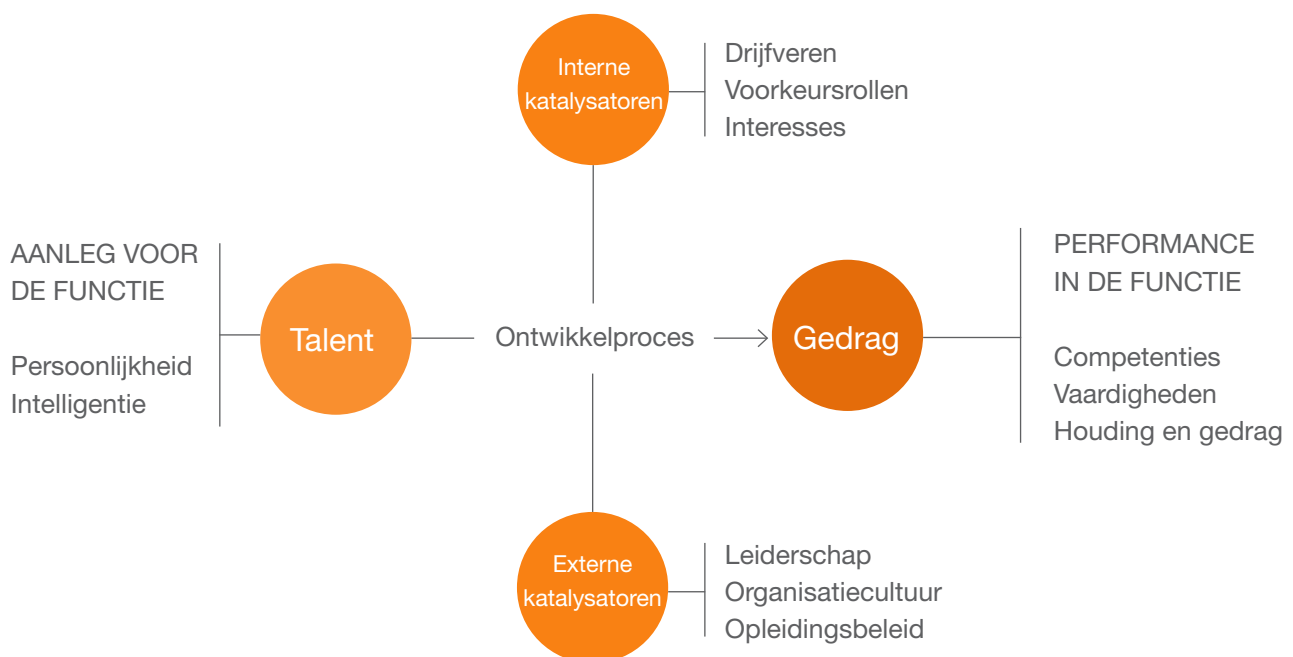 Interne
katalysatoren
Drijfveren
Voorkeursrollen
Interesses
AANLEG VOOR
DE FUNCTIE
Persoonlijkheid
Intelligentie
Talent
Ontwikkelproces
Gedrag
PERFORMANCE
IN DE FUNCTIE
Competenties
Vaardigheden
Houding en gedrag
Externe
katalysatoren
Leiderschap
Organisatiecultuur
Opleidingsbeleid